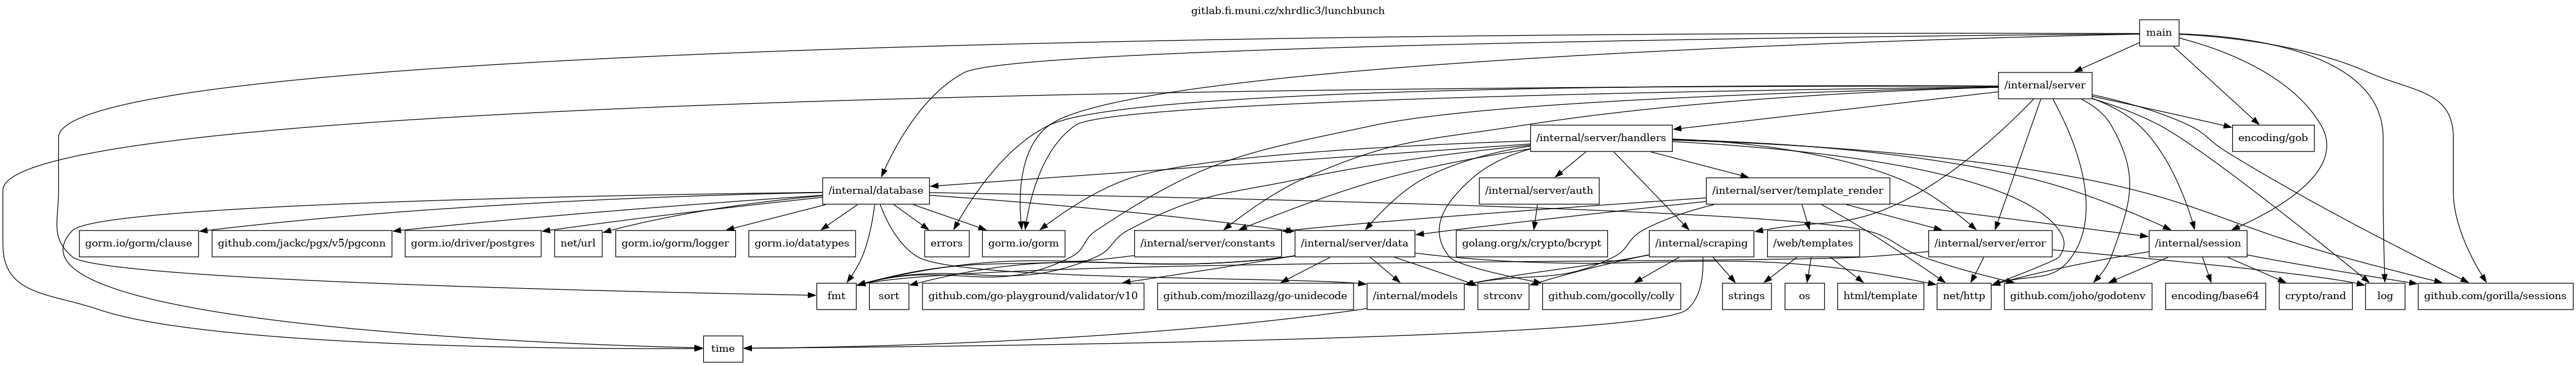 gitlab.fi.muni.cz/xhrdlic3/lunchbunch
main
/internal/server
/internal/server/handlers
encoding/gob
/internal/database
/internal/server/auth
/internal/server/template_render
gorm.io/gorm/clause
github.com/jackc/pgx/v5/pgconn
gorm.io/driver/postgres
net/url
gorm.io/gorm/logger
gorm.io/datatypes
errors
gorm.io/gorm
/internal/server/constants
/internal/server/data
golang.org/x/crypto/bcrypt
/internal/scraping
/web/templates
/internal/server/error
/internal/session
fmt
sort
github.com/go-playground/validator/v10
github.com/mozillazg/go-unidecode
/internal/models
strconv
github.com/gocolly/colly
strings
os
html/template
net/http
github.com/joho/godotenv
encoding/base64
crypto/rand
log
github.com/gorilla/sessions
time